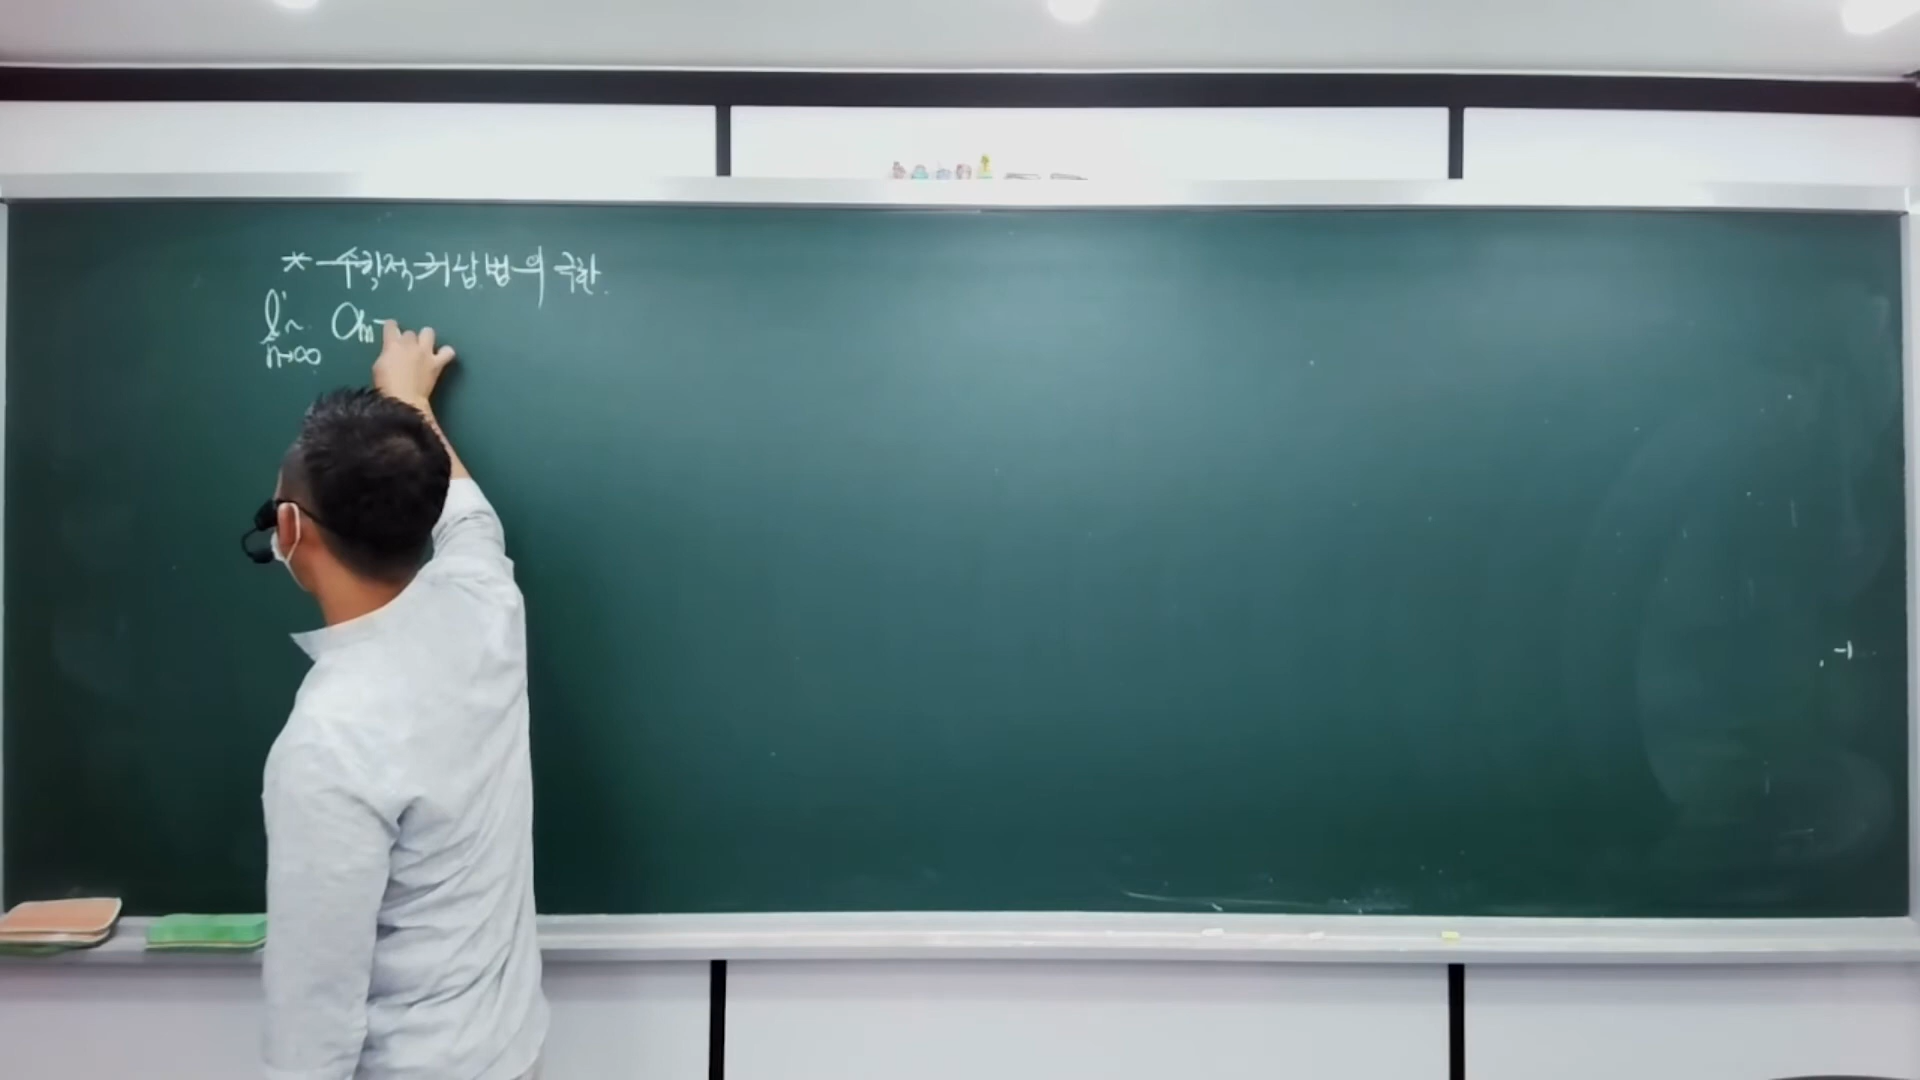 * 수학적 귀납법의 극한.
lim aₙ
n→∞